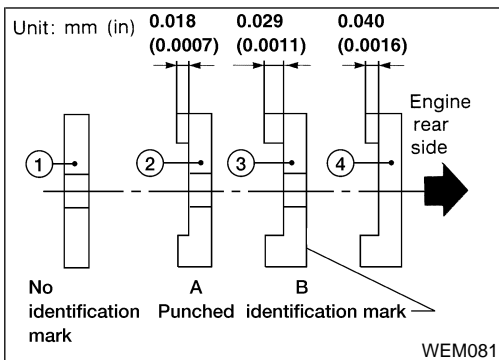 Unit: mm (in)
0.018
(0.0007)
0.029
(0.0011)
0.040
(0.0016)
Engine
rear
side
1
2
3
4
No
identification
mark
A
B
Punched identification mark
WEM081